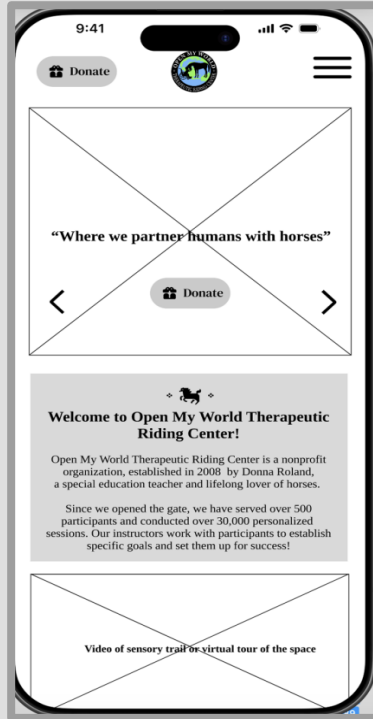 9:41
Donate
OPEN MY WORLD
“Where we partner humans with horses”
Donate
Welcome to Open My World Therapeutic
Riding Center!
Open My World Therapeutic Riding Center is a nonprofit
organization, established in 2008 by Donna Roland,
a special education teacher and lifelong lover of horses.
Since we opened the gate, we have served over 500
participants and conducted over 30,000 personalized
sessions. Our instructors work with participants to establish
specific goals and set them up for success!
Video of sensory trail or virtual tour of the space